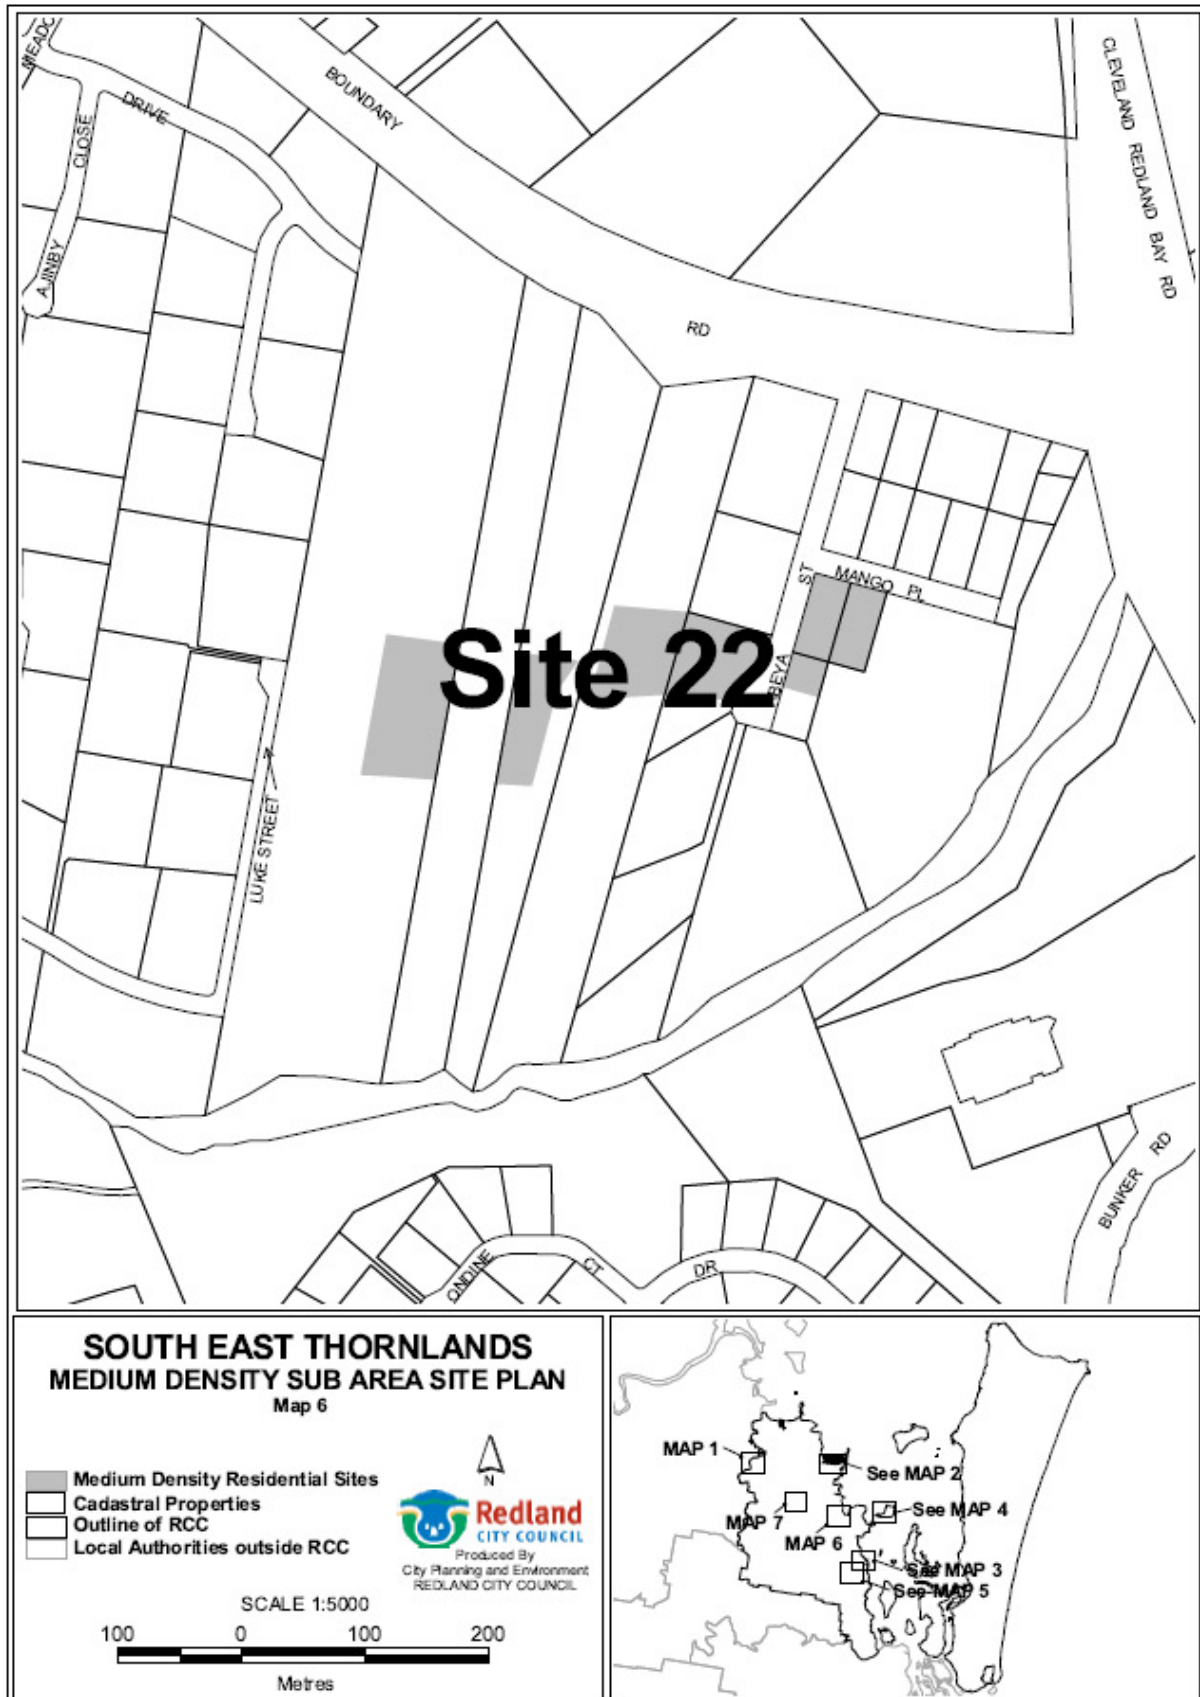 MEADO
DRIVE
CLOSE
AJINBY
BOUNDARY
RD
CLEVELAND REDLAND BAY RD
MANGO PL
ST
BEYA
Site 22
LUKE STREET
BUNKER RD
ONDINE
CT
DR
SOUTH EAST THORNLANDS
MEDIUM DENSITY SUB AREA SITE PLAN
Map 6
N
Medium Density Residential Sites
Cadastral Properties
Outline of RCC
Local Authorities outside RCC
Redland
CITY COUNCIL
Produced By
City Planning and Environment
REDLAND CITY COUNCIL
SCALE 1:5000
100 0 100 200
Metres
MAP 1
See MAP 2
See MAP 4
MAP 7
MAP 6
See MAP 3
See MAP 5